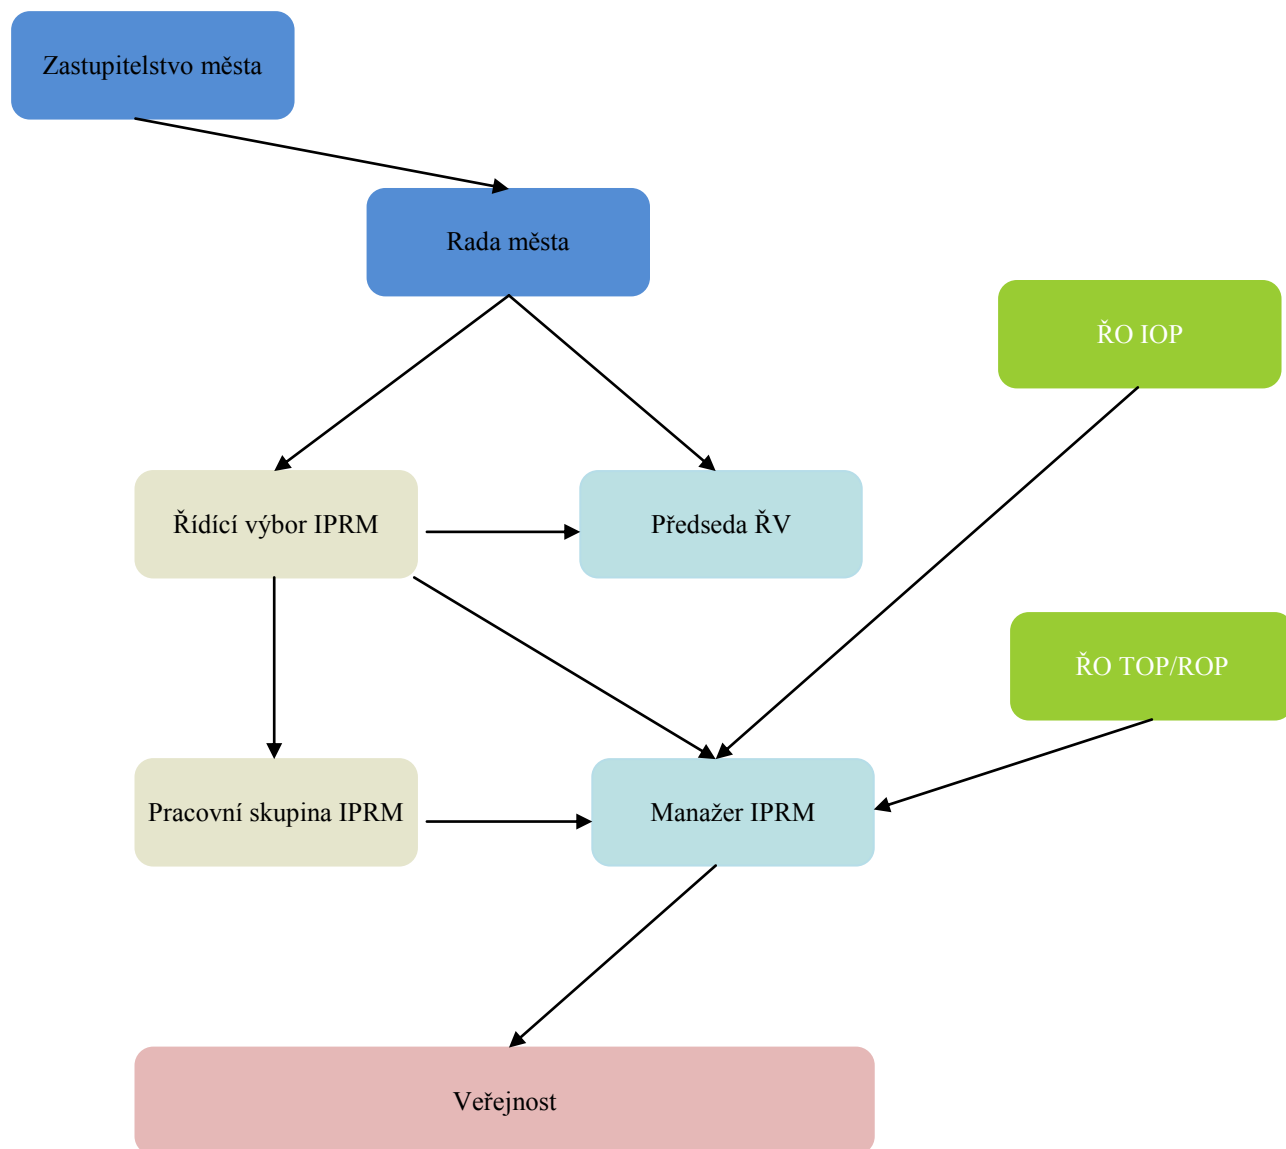 Zastupitelstvo města
Rada města
ŘO IOP
Řídící výbor IPRM
Předseda ŘV
ŘO TOP/ROP
Pracovní skupina IPRM
Manažer IPRM
Veřejnost